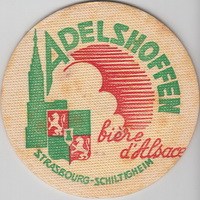 ADELSHOFFEN
bière
d'Alsace
STRASBOURG-SCHILTIGHEIM